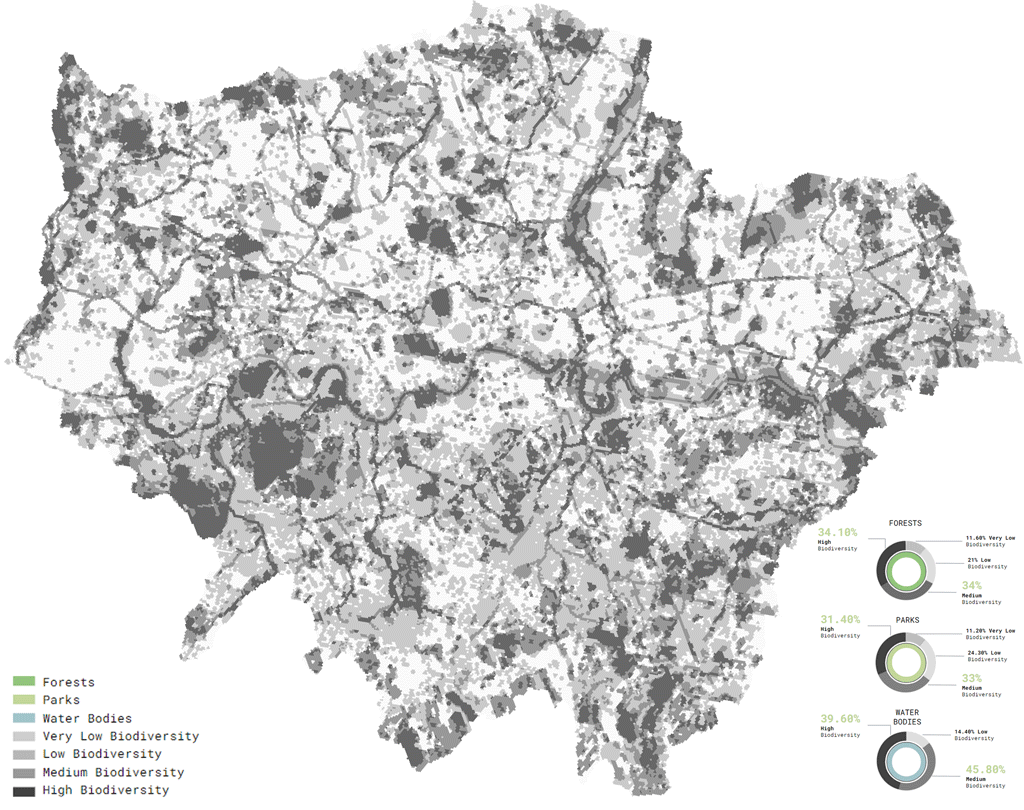 FORESTS
34.10%
High
Biodiversity
11.60% Very Low
Biodiversity
21% Low
Biodiversity
34%
Medium
Biodiversity
PARKS
31.40%
High
Biodiversity
11.20% Very Low
Biodiversity
24.30% Low
Biodiversity
33%
Medium
Biodiversity
WATER
BODIES
39.60%
High
Biodiversity
14.40% Low
Biodiversity
45.80%
Medium
Biodiversity
Forests
Parks
Water Bodies
Very Low Biodiversity
Low Biodiversity
Medium Biodiversity
High Biodiversity